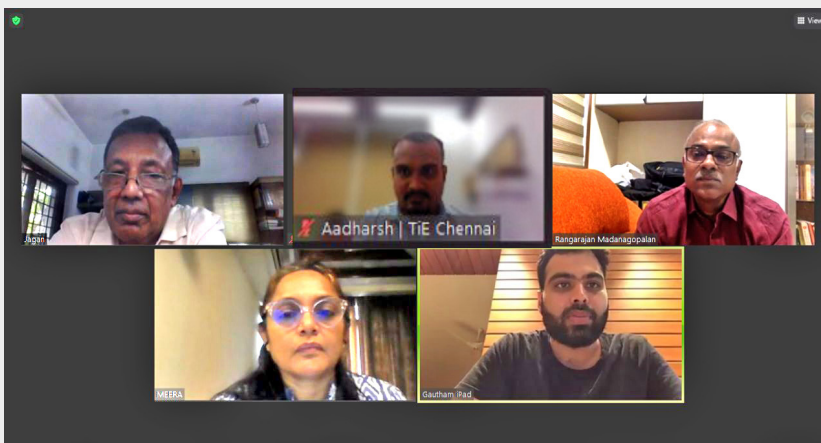 View
Jagan
Aadharsh | TiE Chennai
Rangarajan Madanagopalan
MEERA
Gautham iPad